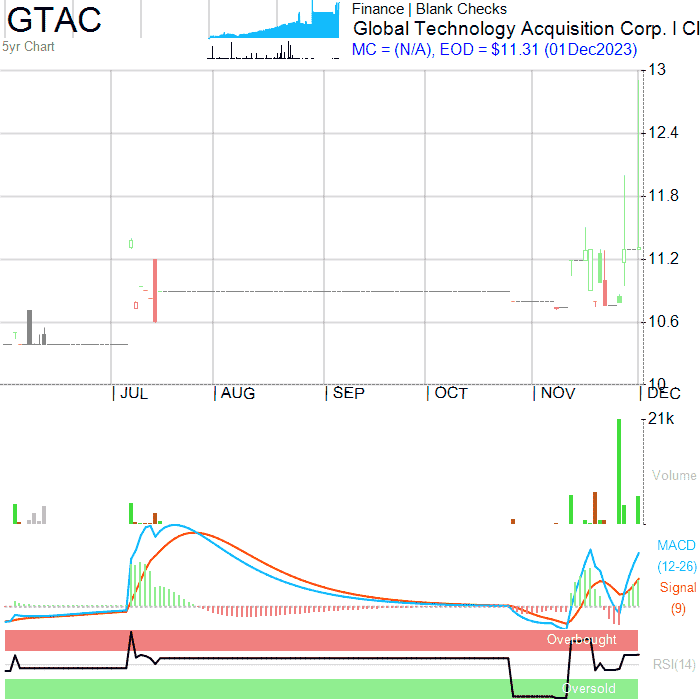 GTAC
5yr Chart
Finance | Blank Checks
Global Technology Acquisition Corp. I Cl
MC = (N/A), EOD = $11.31 (01Dec2023)
13
12.4
11.8
11.2
10.6
10
JUL AUG SEP OCT NOV DEC
21k
Volume
MACD
(12-26)
Signal
(9)
Overbought
RSI(14)
Oversold